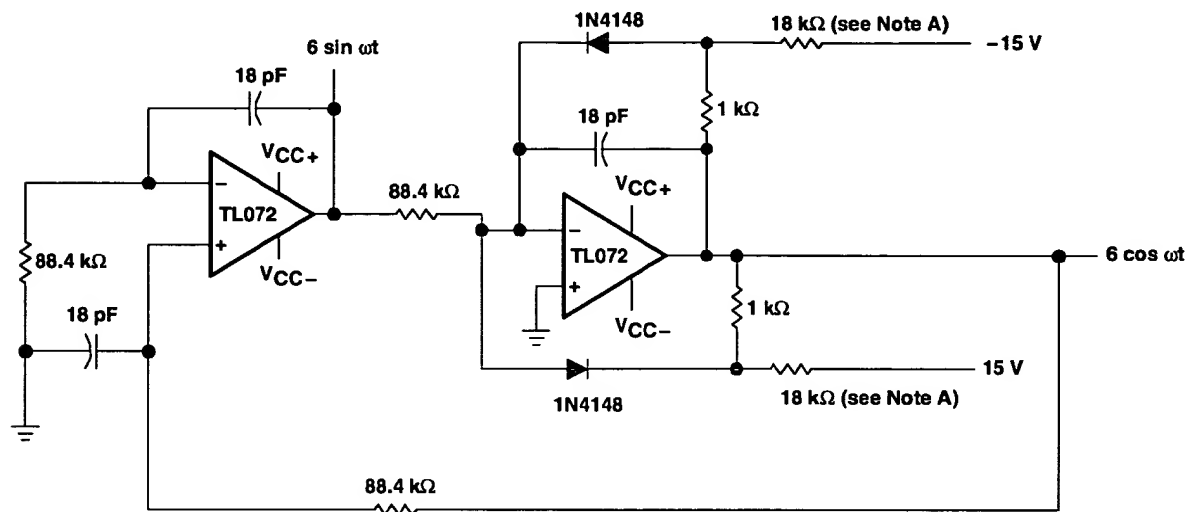 1N4148
18 kΩ (see Note A)
−15 V
6 sin ωt
18 pF
1 kΩ
18 pF
VCC+
88.4 kΩ
VCC+
−
TL072
−
+
TL072
6 cos ωt
88.4 kΩ
VCC−
+
1 kΩ
18 pF
VCC−
15 V
1N4148
18 kΩ (see Note A)
88.4 kΩ